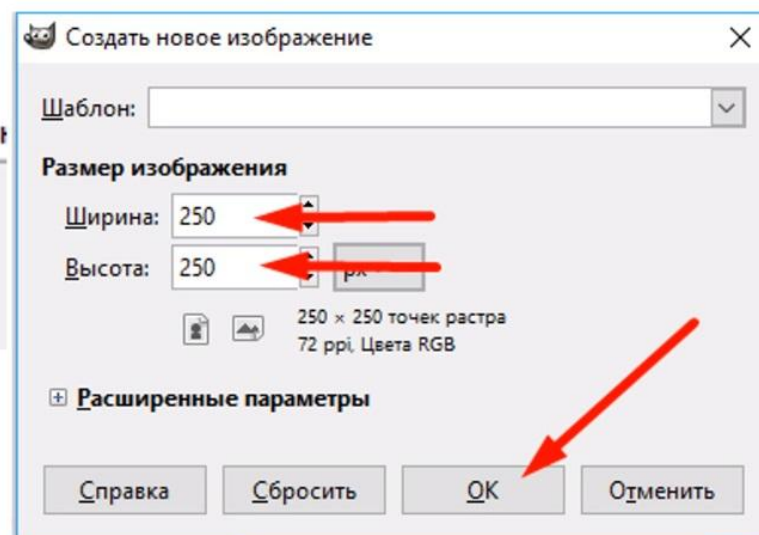 Создать новое изображение
Шаблон:
Размер изображения
Ширина: 250
Высота: 250 px
250 × 250 точек растра
72 ppi, Цвета RGB
Расширенные параметры
Справка Сбросить OK Отменить